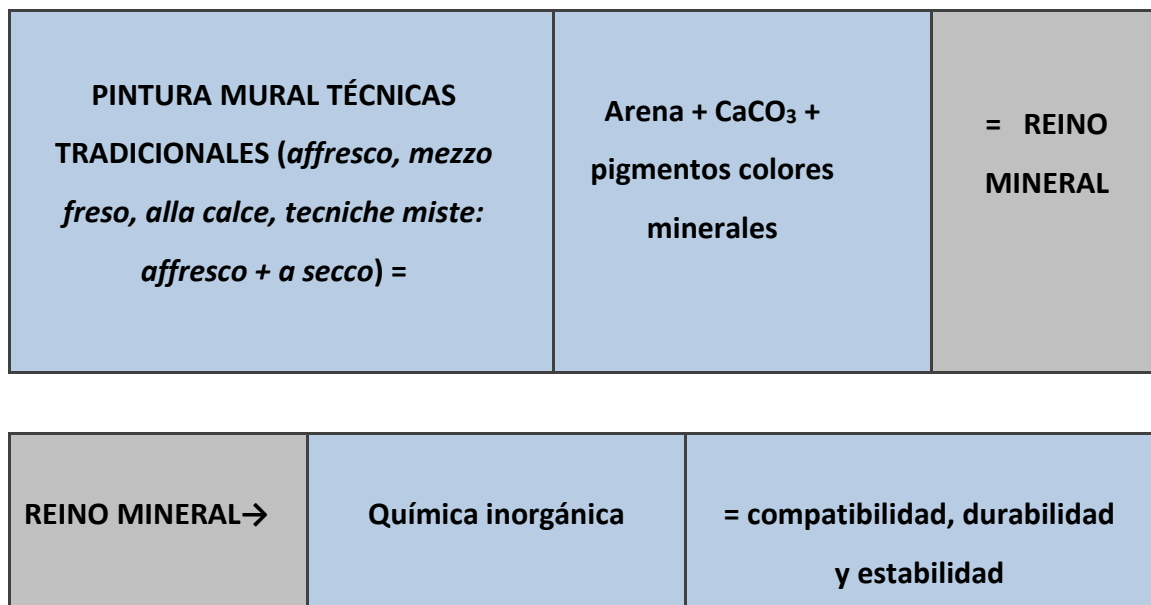 PINTURA MURAL TÉCNICAS
TRADICIONALES (affresco, mezzo
freso, alla calce, tecniche miste:
affresco + a secco) =
Arena + CaCO₃ +
pigmentos colores
minerales
= REINO
MINERAL
REINO MINERAL→
Química inorgánica
= compatibilidad, durabilidad
y estabilidad